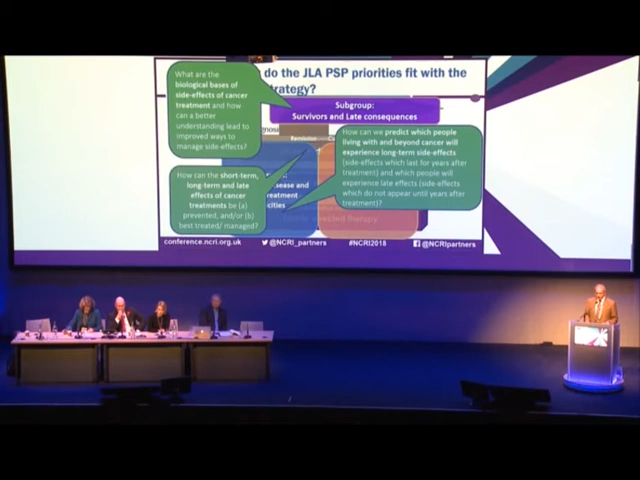 do the JLA PSP priorities fit with the
rategy?
What are the
biological bases of
side-effects of cancer
treatment and how
can a better
understanding lead to
improved ways to
manage side-effects?
Subgroup:
Survivors and Late consequences
How can we predict which people
living with and beyond cancer will
experience long-term side-effects
(side-effects which last for years after
treatment) and which people will
experience late effects (side-effects
which do not appear until years after
treatment)?
How can the short-term,
long-term and late
effects of cancer
treatments be (a)
prevented, and/or (b)
best treated/ managed?
sease and
eatment
cities
conference.ncri.org.uk
@NCRI_partners
#NCRI2018
@NCRIpartners